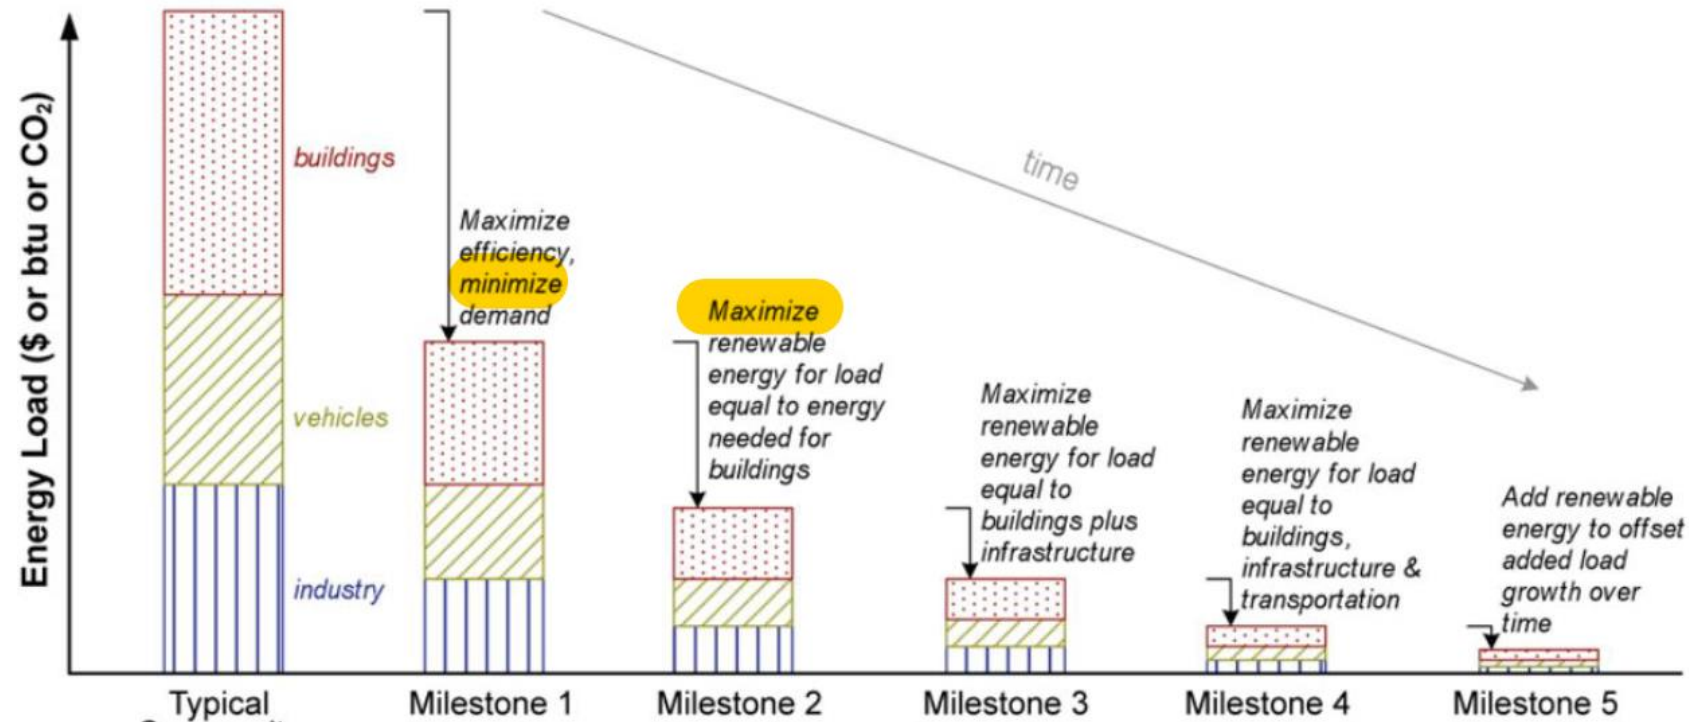 Energy Load ($ or btu or CO₂)
buildings
vehicles
industry
Maximize
efficiency,
minimize
demand
Maximize
renewable
energy for load
equal to energy
needed for
buildings
Maximize
renewable
energy for load
equal to
buildings plus
infrastructure
Maximize
renewable
energy for load
equal to
buildings,
infrastructure &
transportation
Add renewable
energy to offset
added load
growth over
time
time
Typical
Milestone 1
Milestone 2
Milestone 3
Milestone 4
Milestone 5